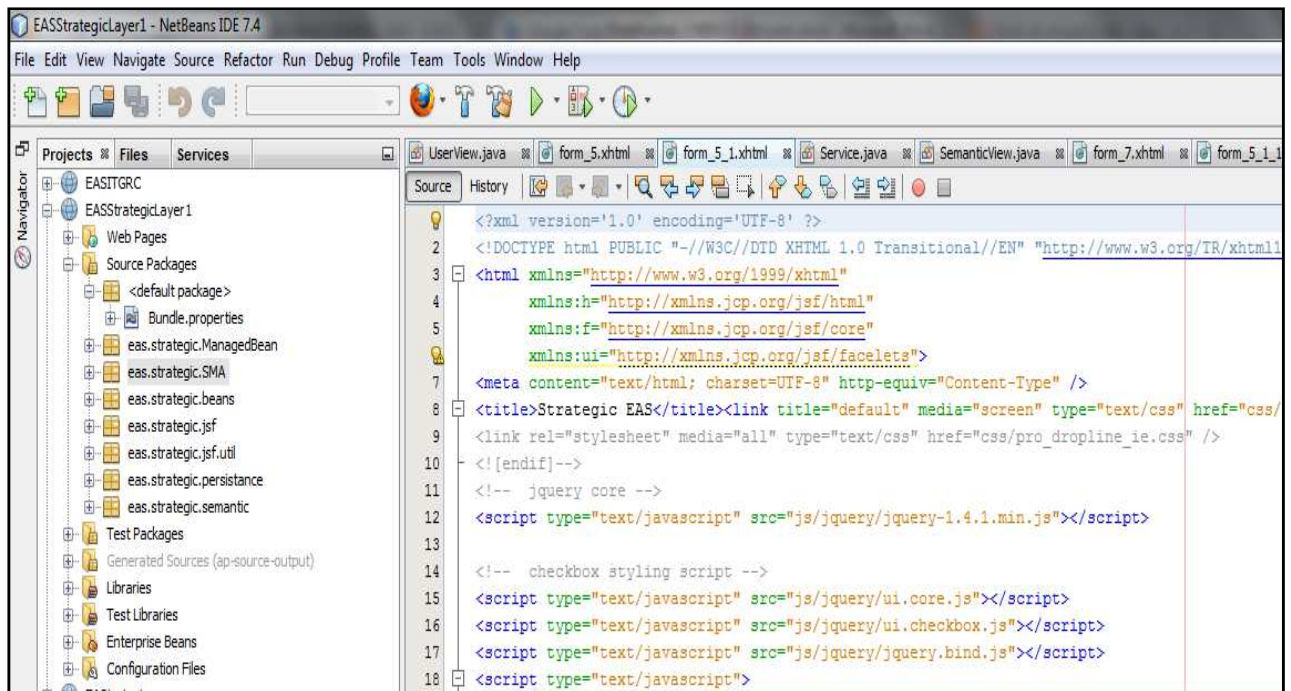 EASStrategicLayer1 - NetBeans IDE 7.4
File Edit View Navigate Source Refactor Run Debug Profile Team Tools Window Help
Projects Files Services
Navigator
EASITGRC
EASStrategicLayer1
Web Pages
Source Packages
<default package>
Bundle.properties
eas.strategic.ManagedBean
eas.strategic.SMA
eas.strategic.beans
eas.strategic.jsf
eas.strategic.jsf.util
eas.strategic.persistance
eas.strategic.semantic
Test Packages
Generated Sources (ap-source-output)
Libraries
Test Libraries
Enterprise Beans
Configuration Files
UserView.java form_5.xhtml form_5_1.xhtml Service.java SemanticView.java form_7.xhtml form_5_1_1
Source History
<?xml version='1.0' encoding='UTF-8' ?>
2 <!DOCTYPE html PUBLIC "-//W3C//DTD XHTML 1.0 Transitional//EN" "http://www.w3.org/TR/xhtml1
3 <html xmlns="http://www.w3.org/1999/xhtml"
4 xmlns:h="http://xmlns.jcp.org/jsf/html"
5 xmlns:f="http://xmlns.jcp.org/jsf/core"
xmlns:ui="http://xmlns.jcp.org/jsf/facelets">
7 <meta content="text/html; charset=UTF-8" http-equiv="Content-Type" />
8 <title>Strategic EAS</title><link title="default" media="screen" type="text/css" href="css/
9 <link rel="stylesheet" media="all" type="text/css" href="css/pro_dropline_ie.css" />
10 <![endif]-->
11 <!-- jquery core -->
12 <script type="text/javascript" src="js/jquery/jquery-1.4.1.min.js"></script>
13
14 <!-- checkbox styling script -->
15 <script type="text/javascript" src="js/jquery/ui.core.js"></script>
16 <script type="text/javascript" src="js/jquery/ui.checkbox.js"></script>
17 <script type="text/javascript" src="js/jquery/jquery.bind.js"></script>
18 <script type="text/javascript">